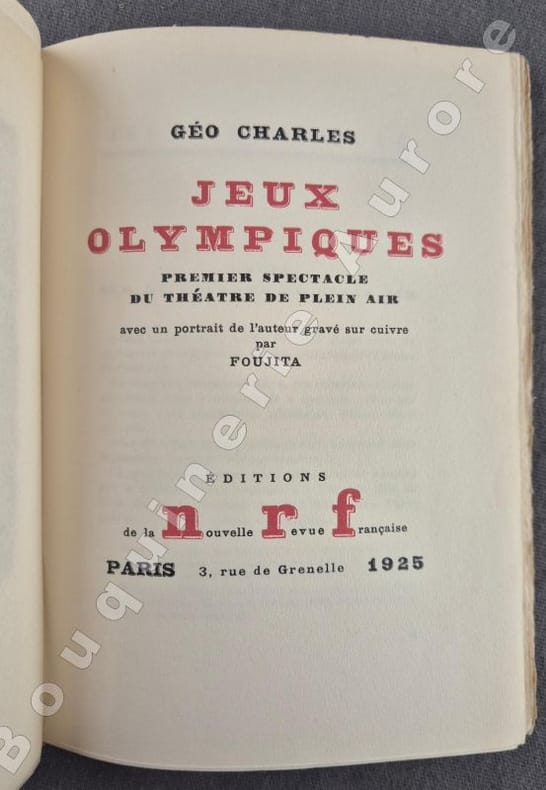 GÉO CHARLES
JEUX
OLYMPIQUES
PREMIER SPECTACLE
DU THÉATRE DE PLEIN AIR
avec un portrait de l'auteur gravé sur cuivre
par
FOUJITA
ÉDITIONS
de la nouvelle revue française
PARIS 3, rue de Grenelle 1925
Bouquinerie Aurore